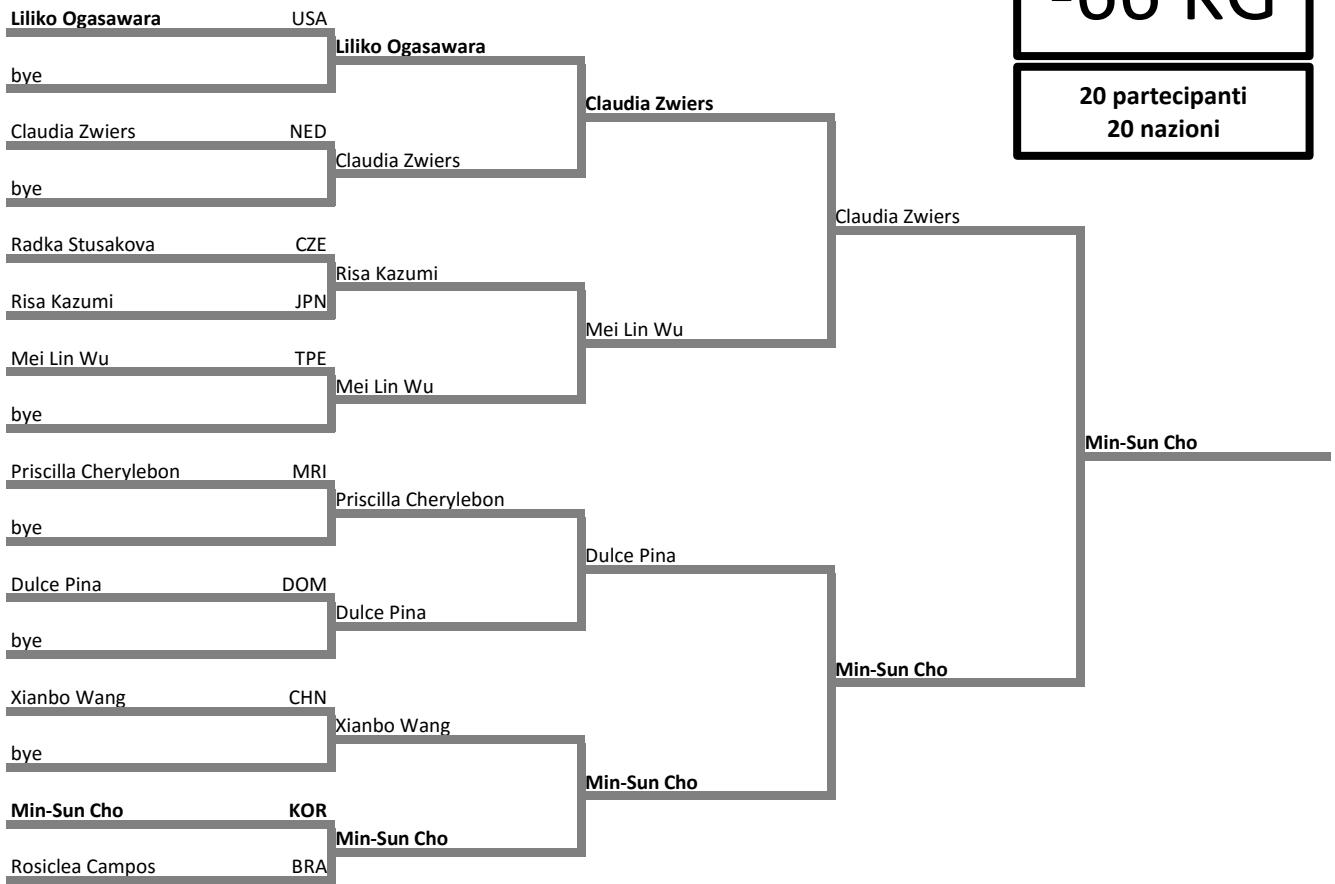 -66 KG
20 partecipanti
20 nazioni
Liliko Ogasawara USA
bye
Claudia Zwiers NED
bye
Radka Stusakova CZE
Risa Kazumi JPN
Mei Lin Wu TPE
bye
Priscilla Cherylebon MRI
bye
Dulce Pina DOM
bye
Xianbo Wang CHN
bye
Min-Sun Cho KOR
Rosiclea Campos BRA
Liliko Ogasawara
Claudia Zwiers
Risa Kazumi
Mei Lin Wu
Priscilla Cherylebon
Dulce Pina
Xianbo Wang
Min-Sun Cho
Claudia Zwiers
Mei Lin Wu
Dulce Pina
Min-Sun Cho
Claudia Zwiers
Min-Sun Cho
Min-Sun Cho